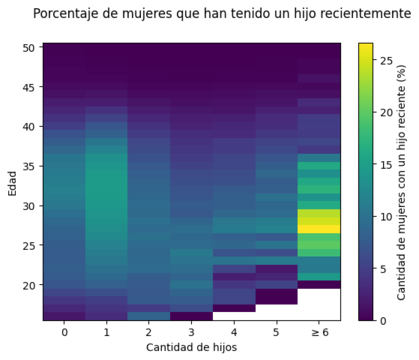 Porcentaje de mujeres que han tenido un hijo recientemente
50
45
40
35
30
25
20
Edad
0 1 2 3 4 5 ≥ 6
Cantidad de hijos
25
20
15
10
5
0
Cantidad de mujeres con un hijo reciente (%)